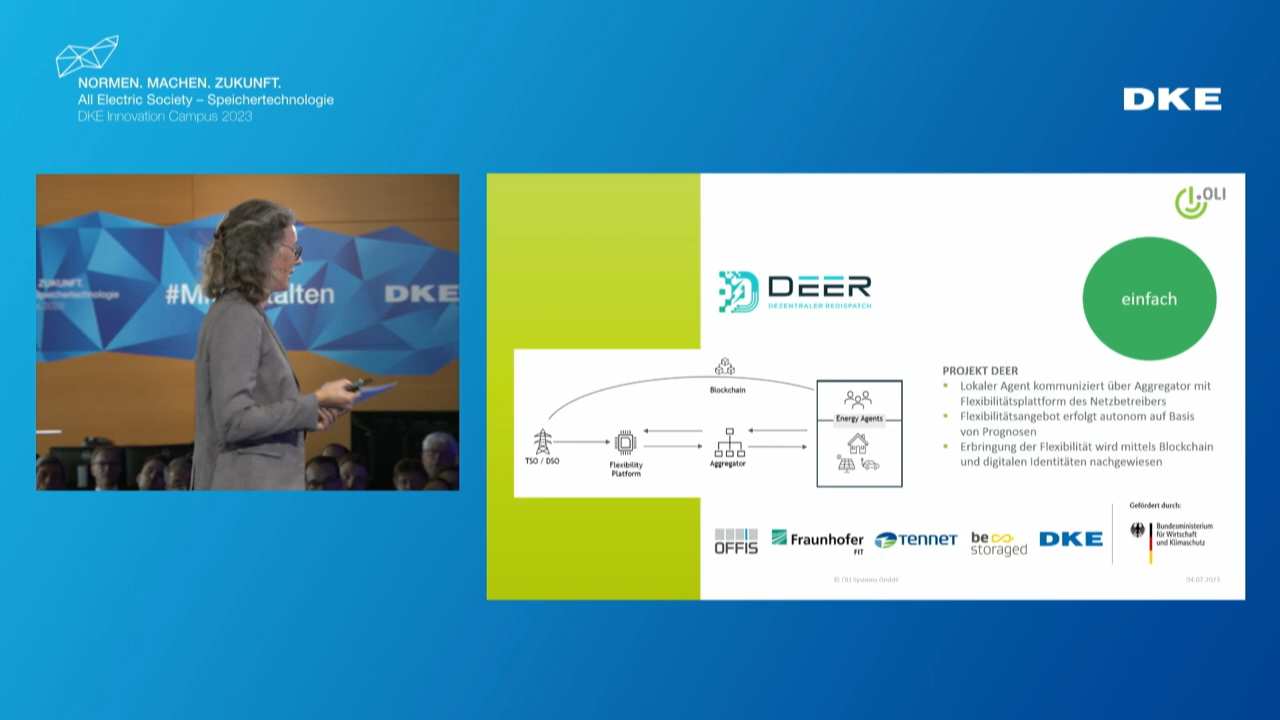 NORMEN. MACHEN. ZUKUNFT.
All Electric Society – Speichertechnologie
DKE Innovation Campus 2023
DKE
ZUKUNFT.
DKE
.OLI
DEER
DEZENTRALER REDISPATCH
einfach
Blockchain
Energy Agents
TSO / DSO
Flexibility
Platform
Aggregator
PROJEKT DEER
Lokaler Agent kommuniziert über Aggregator mit
Flexibilitätsplattform des Netzbetreibers
Flexibilitätsangebot erfolgt autonom auf Basis
von Prognosen
Erbringung der Flexibilität wird mittels Blockchain
und digitalen Identitäten nachgewiesen
OFFIS
Fraunhofer
FIT
TENNET
be
storaged
DKE
Gefördert durch:
Bundesministerium
für Wirtschaft
und Klimaschutz
© OLI Systems GmbH
04.07.2023